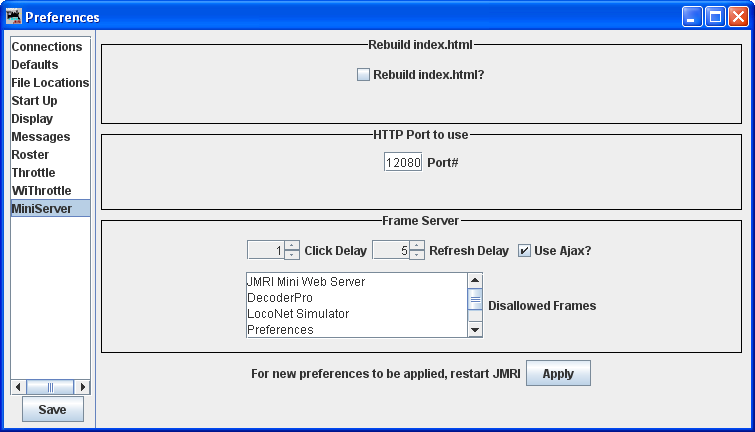 Preferences
Connections
Defaults
File Locations
Start Up
Display
Messages
Roster
Throttle
WiThrottle
MiniServer
Save
Rebuild index.html
Rebuild index.html?
HTTP Port to use
12080 Port#
Frame Server
1 Click Delay 5 Refresh Delay Use Ajax?
JMRI Mini Web Server
DecoderPro
LocoNet Simulator
Preferences
Disallowed Frames
For new preferences to be applied, restart JMRI Apply